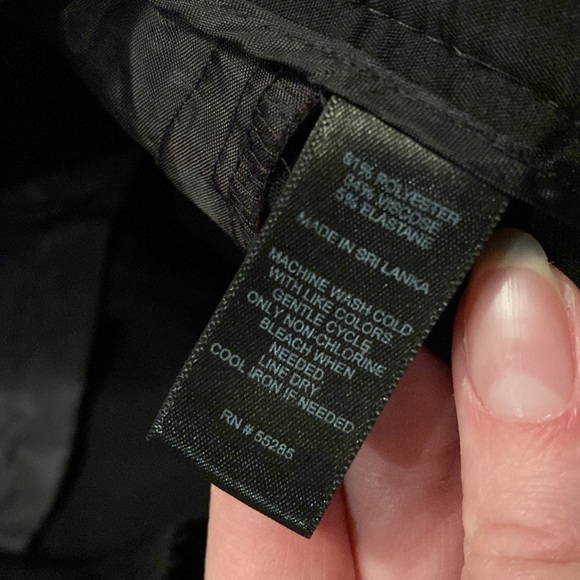 61% POLYESTER
34% VISCOSE
5% ELASTANE
MADE IN SRI LANKA
MACHINE WASH COLD
WITH LIKE COLORS
GENTLE CYCLE.
ONLY NON-CHLORINE
BLEACH WHEN
NEEDED
LINE DRY.
COOL IRON IF NEEDED
RN # 55285